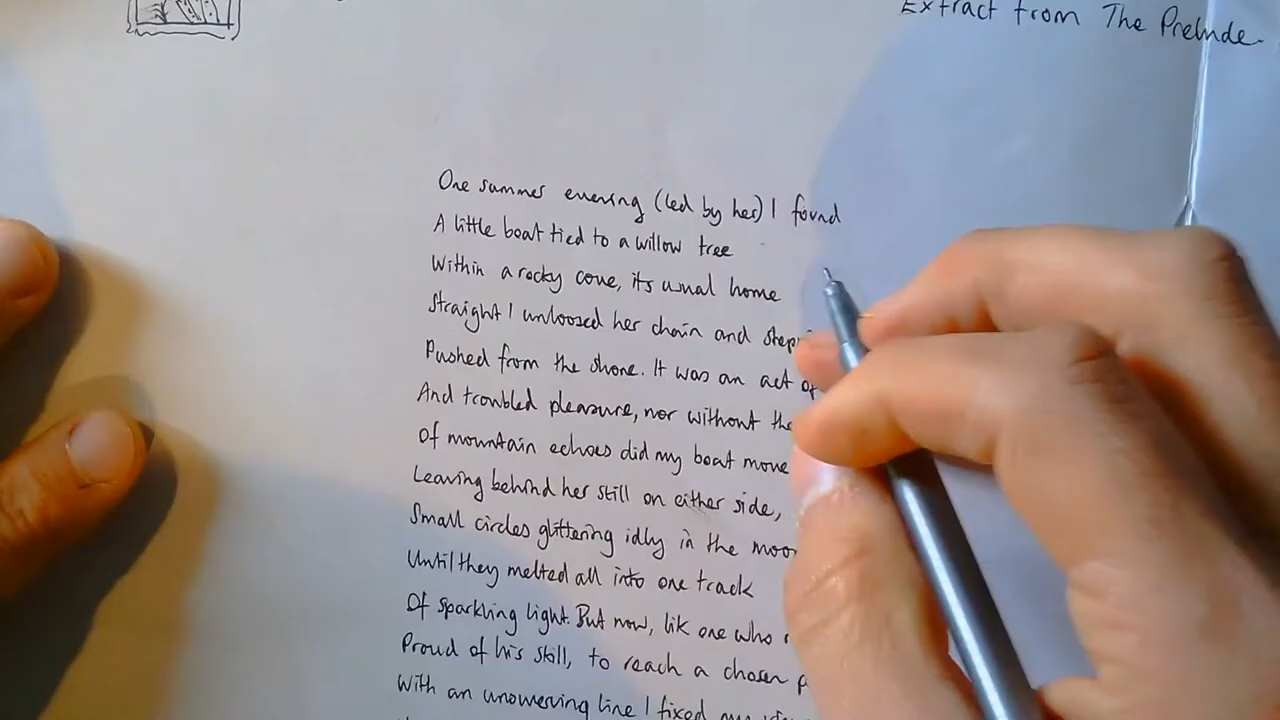 Extract from The Prelude.
One summer evening (led by her) I found
A little boat tied to a willow tree
Within a rocky cove, its usual home
Straight I unloosed her chain and
Pushed from the shore. It was an act of
And troubled pleasure, nor without
Of mountain echoes did my boat move
Leaving behind her still on either side,
Small circles glittering idly in the
Until they melted all into one track
Of sparkling light. But now, lik one who
Proud of his skill, to reach a chosen
With an unswerving line I fixed my